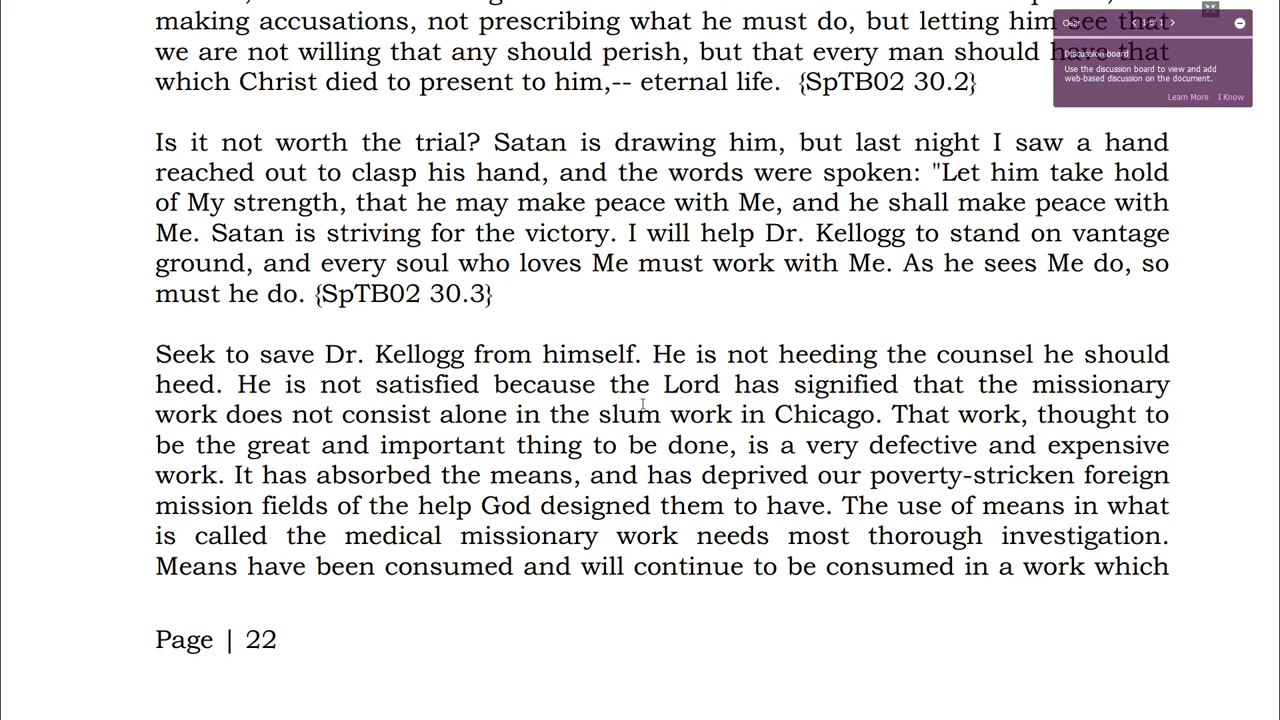 making accusations, not prescribing what he must do, but letting him see that
we are not willing that any should perish, but that every man should have that
which Christ died to present to him,-- eternal life. {SpTB02 30.2}
Clear
1 of 1
Discussion board
Use the discussion board to view and add
web-based discussion on the document.
Learn More I Know
Is it not worth the trial? Satan is drawing him, but last night I saw a hand
reached out to clasp his hand, and the words were spoken: "Let him take hold
of My strength, that he may make peace with Me, and he shall make peace with
Me. Satan is striving for the victory. I will help Dr. Kellogg to stand on vantage
ground, and every soul who loves Me must work with Me. As he sees Me do, so
must he do. {SpTB02 30.3}
Seek to save Dr. Kellogg from himself. He is not heeding the counsel he should
heed. He is not satisfied because the Lord has signified that the missionary
work does not consist alone in the slum work in Chicago. That work, thought to
be the great and important thing to be done, is a very defective and expensive
work. It has absorbed the means, and has deprived our poverty-stricken foreign
mission fields of the help God designed them to have. The use of means in what
is called the medical missionary work needs most thorough investigation.
Means have been consumed and will continue to be consumed in a work which
Page | 22